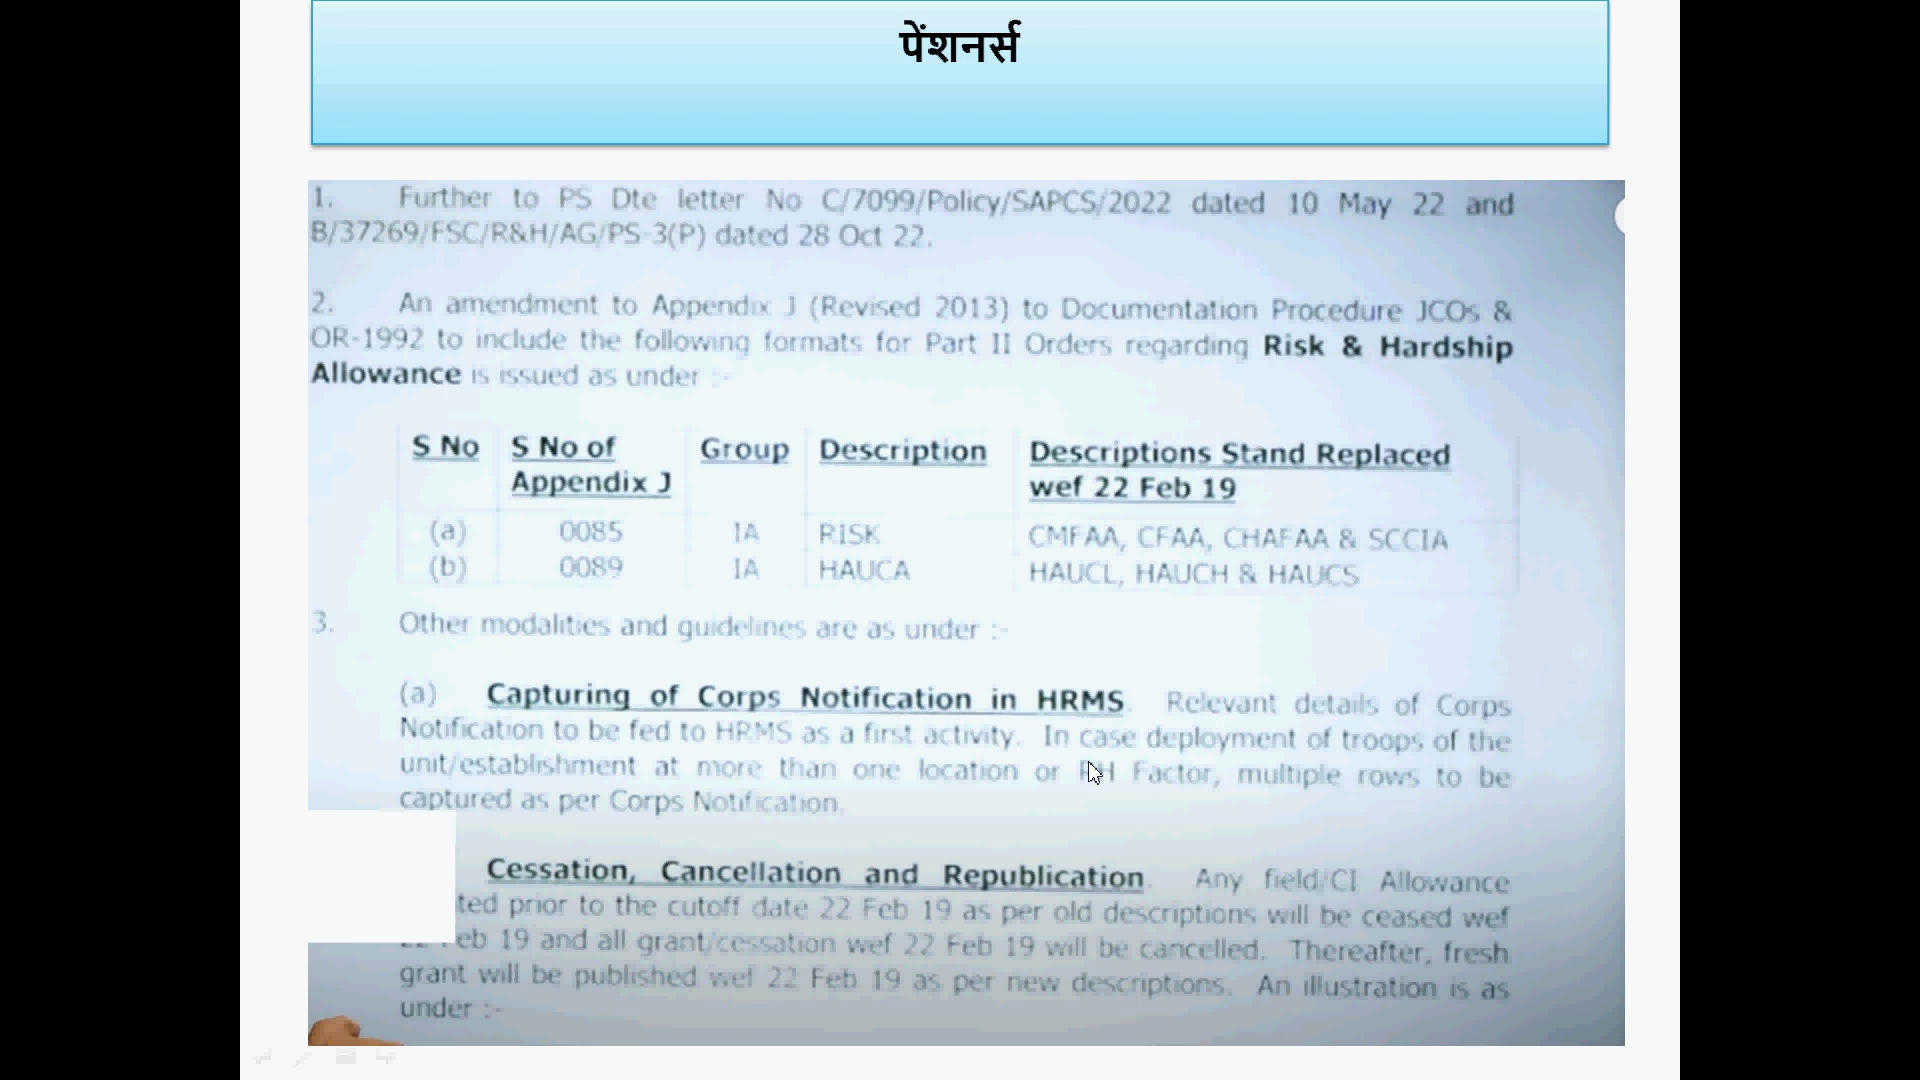 पेंशनर्स
1. Further to PS Dte letter No C/7099/Policy/SAPCS/2022 dated 10 May 22 and
B/37269/FSC/R&H/AG/PS-3(P) dated 28 Oct 22.
2. An amendment to Appendix J (Revised 2013) to Documentation Procedure JCOs &
OR-1992 to include the following formats for Part II Orders regarding Risk & Hardship
Allowance is issued as under :-
S No S No of Group Description Descriptions Stand Replaced
Appendix J wef 22 Feb 19
(a) 0085 IA RISK CMFAA, CFAA, CHAFAA & SCCIA
(b) 0089 IA HAUCA HAUCL, HAUCH & HAUCS
3. Other modalities and guidelines are as under :-
(a) Capturing of Corps Notification in HRMS. Relevant details of Corps
Notification to be fed to HRMS as a first activity. In case deployment of troops of the
unit/establishment at more than one location or Factor, multiple rows to be
captured as per Corps Notification.
Cessation, Cancellation and Republication. Any field/CI Allowance
ted prior to the cutoff date 22 Feb 19 as per old descriptions will be ceased wef
eb 19 and all grant/cessation wef 22 Feb 19 will be cancelled. Thereafter, fresh
grant will be published wef 22 Feb 19 as per new descriptions. An illustration is as
under :-